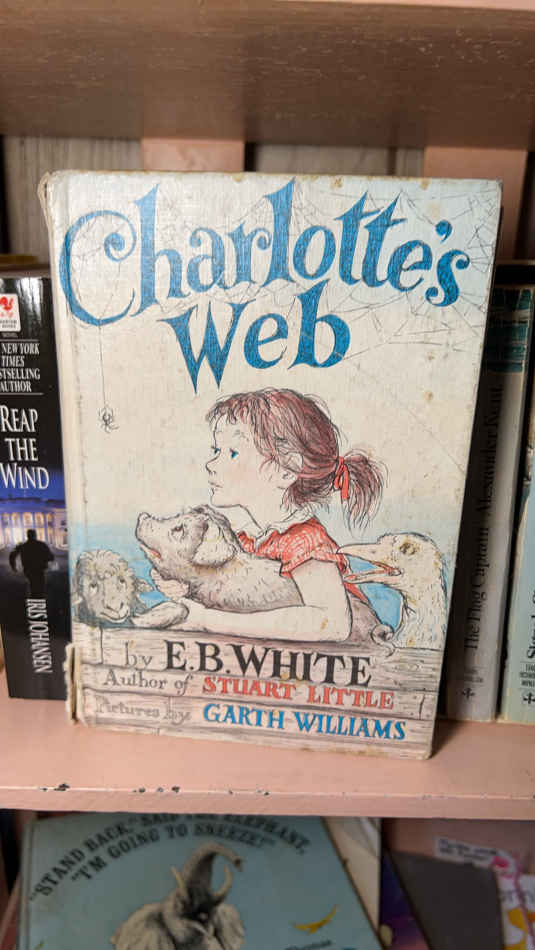 Charlotte's
Web
by E.B. WHITE
Author of STUART LITTLE
Pictures by GARTH WILLIAMS
NOVEL
NEW YORK
TIMES
AUTHOR
REAP
THE
WIND
IRIS JOHANSEN
The Flag Captain Alexander Kent
"STAND BACK," SAID THE ELEPHANT,
"I'M GOING TO SNEEZE!"